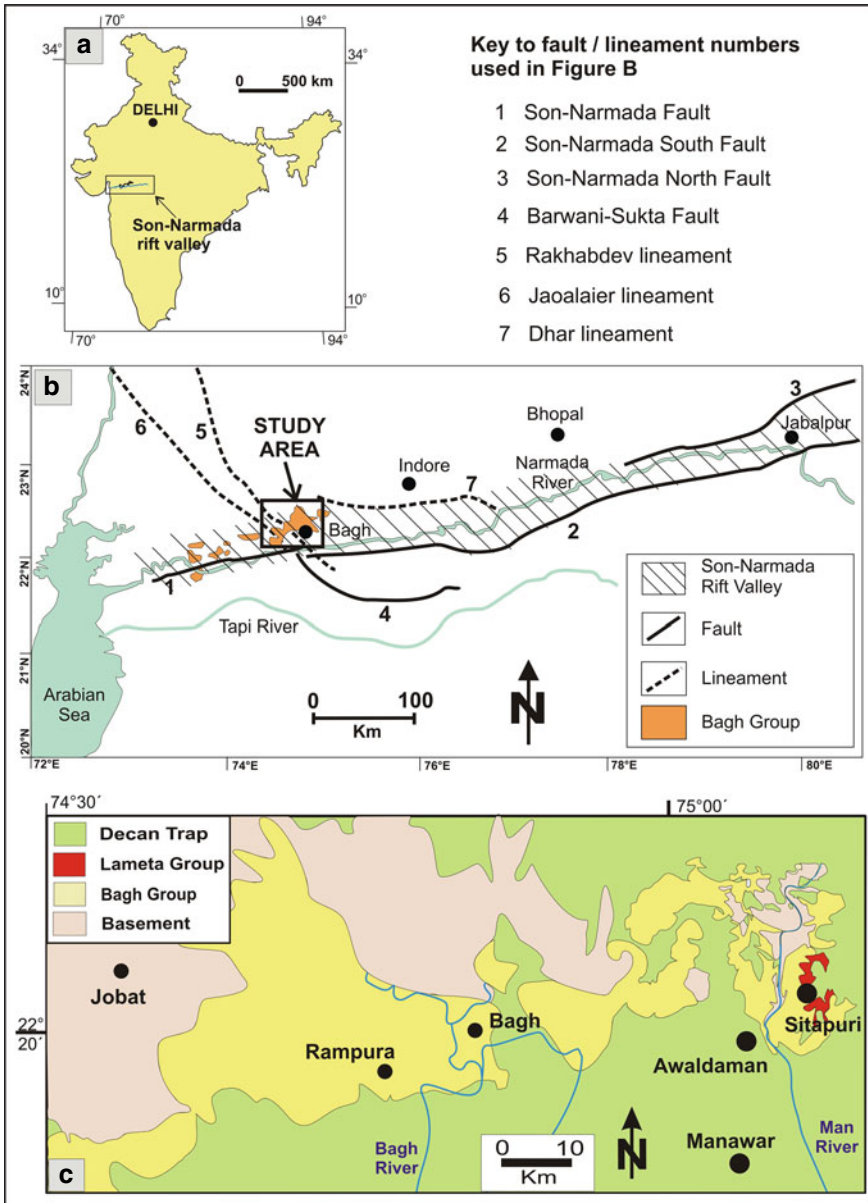 70°
94°
a
34°
34°
0 500 km
DELHI
Son-Narmada
rift valley
10°
10°
70°
94°
Key to fault / lineament numbers
used in Figure B
1 Son-Narmada Fault
2 Son-Narmada South Fault
3 Son-Narmada North Fault
4 Barwani-Sukta Fault
5 Rakhabdev lineament
6 Jaoalaier lineament
7 Dhar lineament
b
24°N
23°N
22°N
21°N
20°N
6
5
STUDY
AREA
Bhopal
3
Jabalpur
Indore
Narmada
River
7
Bagh
2
1
4
Tapi River
Arabian
Sea
0 100
Km
N
Son-Narmada
Rift Valley
Fault
Lineament
Bagh Group
72°E
74°E
76°E
78°E
80°E
74°30´
75°00´
Decan Trap
Lameta Group
Bagh Group
Basement
Jobat
22°
20´
Rampura
Bagh
Sitapuri
Awaldaman
Bagh
River
0 10
Km
N
Manawar
Man
River
c